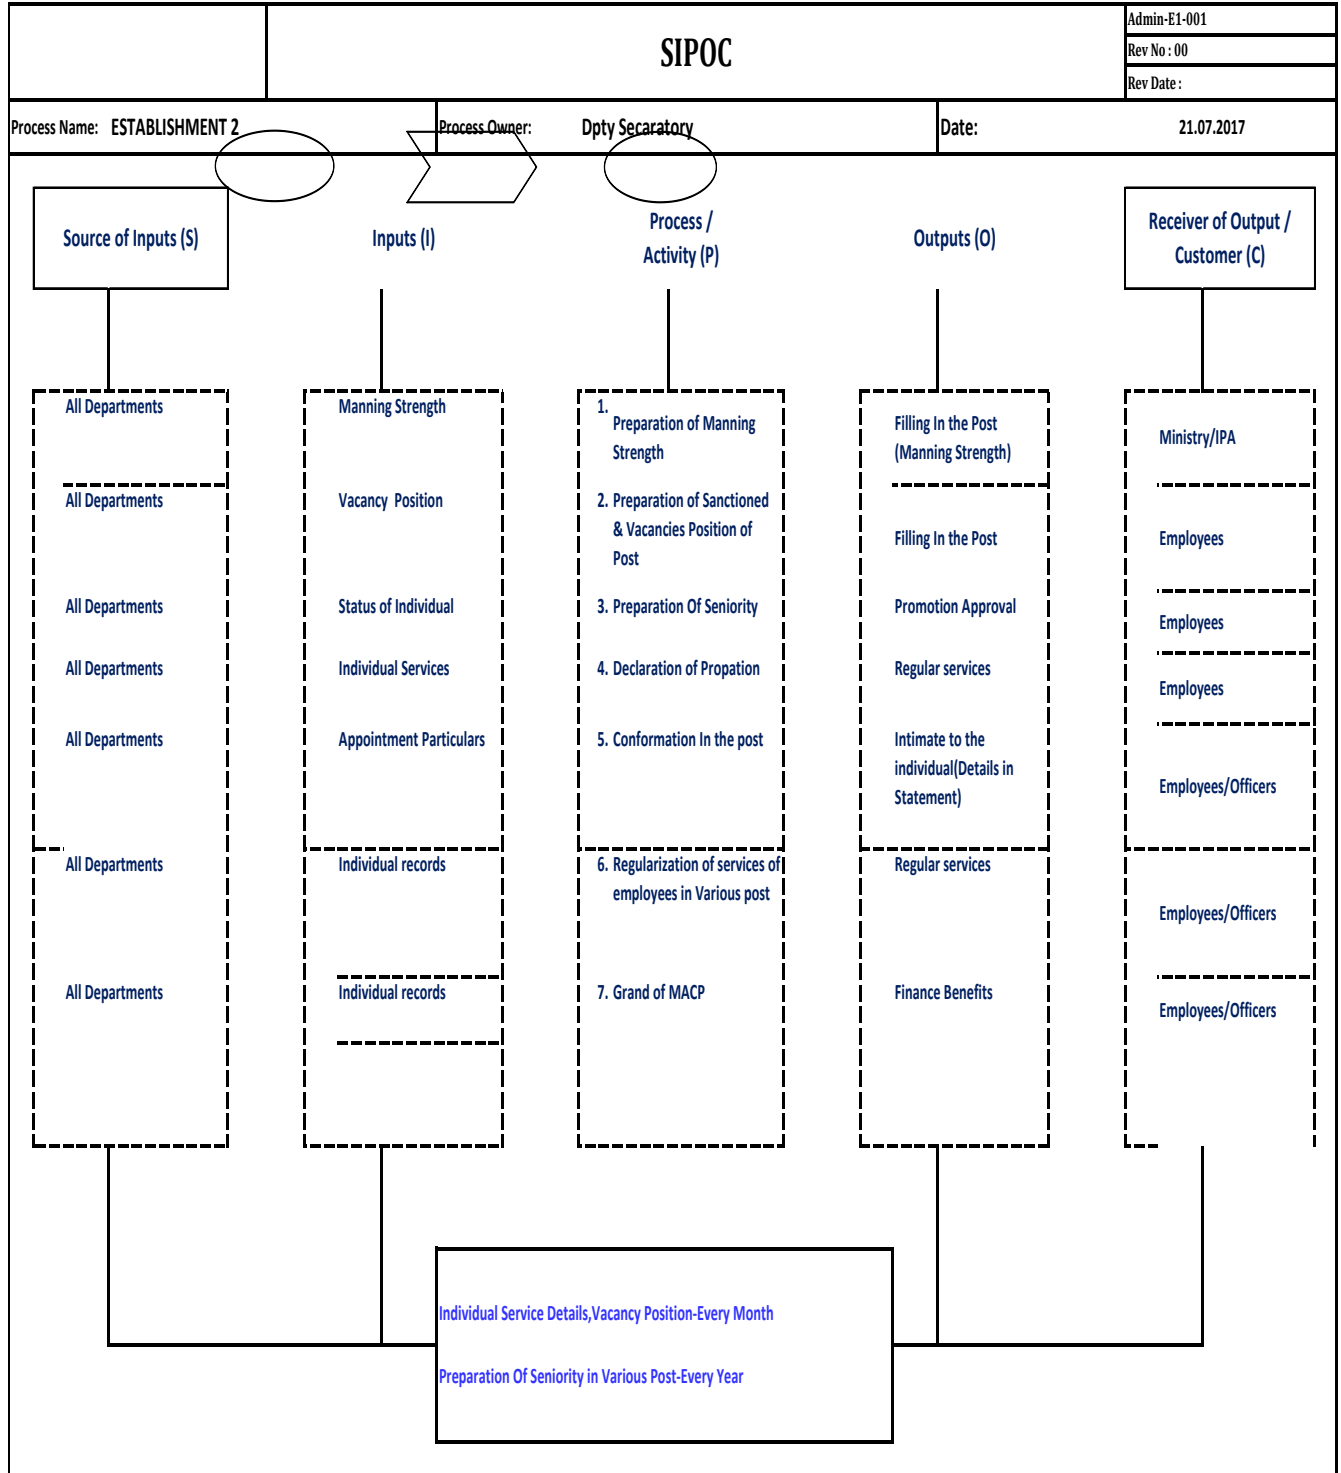 SIPOC
Admin-E1-001
Rev No : 00
Rev Date :
Process Name: ESTABLISHMENT 2
Process Owner: Dpty Secaratory
Date: 21.07.2017
Source of Inputs (S)
Inputs (I)
Process /
Activity (P)
Outputs (O)
Receiver of Output /
Customer (C)
All Departments
Manning Strength
1.
Preparation of Manning
Strength
Filling In the Post
(Manning Strength)
Ministry/IPA
All Departments
Vacancy Position
2. Preparation of Sanctioned
& Vacancies Position of
Post
Filling In the Post
Employees
All Departments
Status of Individual
3. Preparation Of Seniority
Promotion Approval
Employees
All Departments
Individual Services
4. Declaration of Propation
Regular services
Employees
All Departments
Appointment Particulars
5. Conformation In the post
Intimate to the
individual(Details in
Statement)
Employees/Officers
All Departments
Individual records
6. Regularization of services of
employees in Various post
Regular services
Employees/Officers
All Departments
Individual records
7. Grand of MACP
Finance Benefits
Employees/Officers
Individual Service Details,Vacancy Position-Every Month
Preparation Of Seniority in Various Post-Every Year